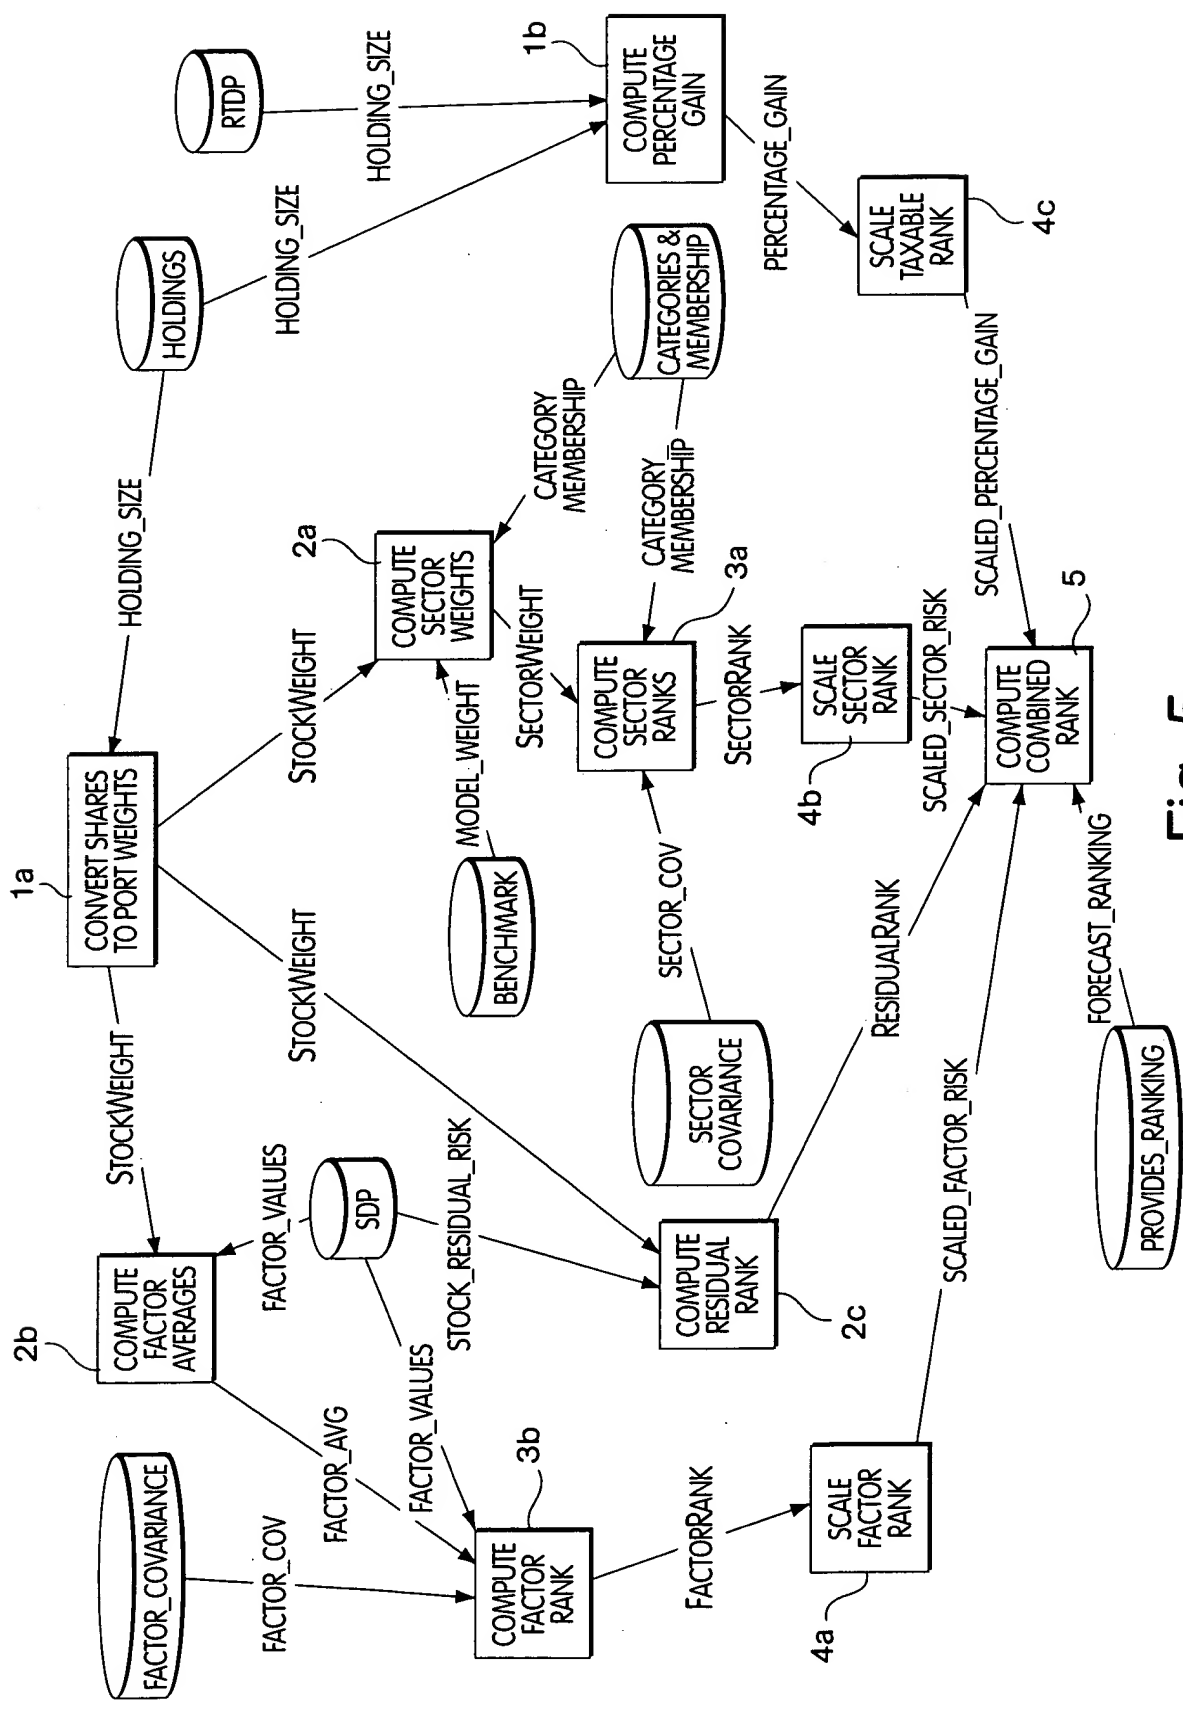 1a
CONVERT SHARES
TO PORT WEIGHTS
HOLDING_SIZE
HOLDINGS
HOLDING_SIZE
RTDP
HOLDING_SIZE
1b
COMPUTE
PERCENTAGE
GAIN
STOCKWEIGHT
STOCKWEIGHT
STOCKWEIGHT
2b
COMPUTE
FACTOR
AVERAGES
FACTOR_VALUES
SDP
FACTOR_VALUES
STOCK_RESIDUAL_RISK
FACTOR_COVARIANCE
FACTOR_COV
FACTOR_AVG
3b
COMPUTE
FACTOR
RANK
2a
COMPUTE
SECTOR
WEIGHTS
MODEL_WEIGHT
BENCHMARK
CATEGORY
MEMBERSHIP
CATEGORIES &
MEMBERSHIP
CATEGORY_
MEMBERSHIP
SECTORWEIGHT
COMPUTE
SECTOR
RANKS
3a
SECTOR_COV
SECTOR
COVARIANCE
COMPUTE
RESIDUAL
RANK
2c
PERCENTAGE_GAIN
SCALE
TAXABLE
RANK
4c
SECTORRANK
SCALE
SECTOR
RANK
4b
FACTORRANK
SCALE
FACTOR
RANK
4a
SCALED_FACTOR_RISK
RESIDUALRANK
SCALED_SECTOR_RISK
SCALED_PERCENTAGE_GAIN
COMPUTE
COMBINED
RANK
5
FORECAST_RANKING
PROVIDES_RANKING